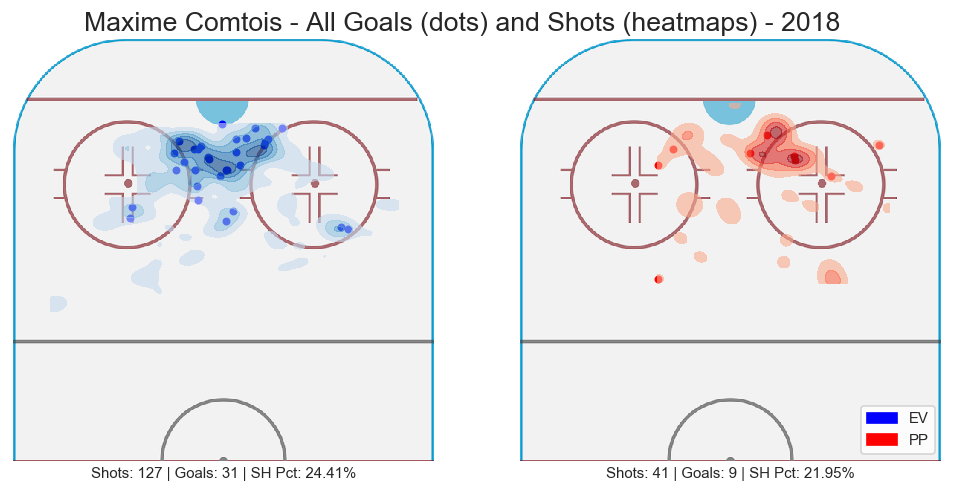 Maxime Comtois - All Goals (dots) and Shots (heatmaps) - 2018
EV
PP
Shots: 127 | Goals: 31 | SH Pct: 24.41%
Shots: 41 | Goals: 9 | SH Pct: 21.95%